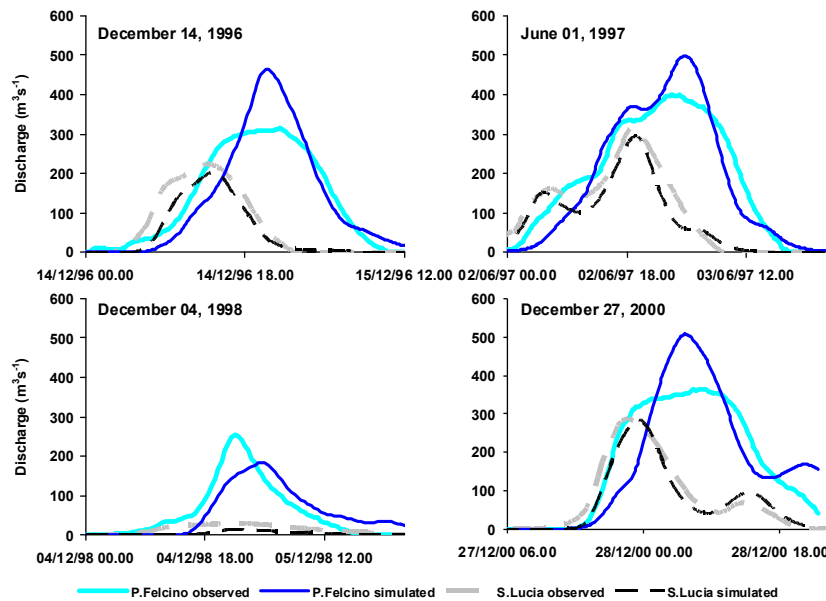 December 14, 1996
600
500
400
300
200
100
0
Discharge (m³s⁻¹)
14/12/96 00.00 14/12/96 18.00 15/12/96 12.00
June 01, 1997
600
500
400
300
200
100
0
02/06/97 00.00 02/06/97 18.00 03/06/97 12.00
December 04, 1998
600
500
400
300
200
100
0
Discharge (m³s⁻¹)
04/12/98 00.00 04/12/98 18.00 05/12/98 12.00
December 27, 2000
600
500
400
300
200
100
0
27/12/00 06.00 28/12/00 00.00 28/12/00 18.00
P.Felcino observed P.Felcino simulated S.Lucia observed S.Lucia simulated